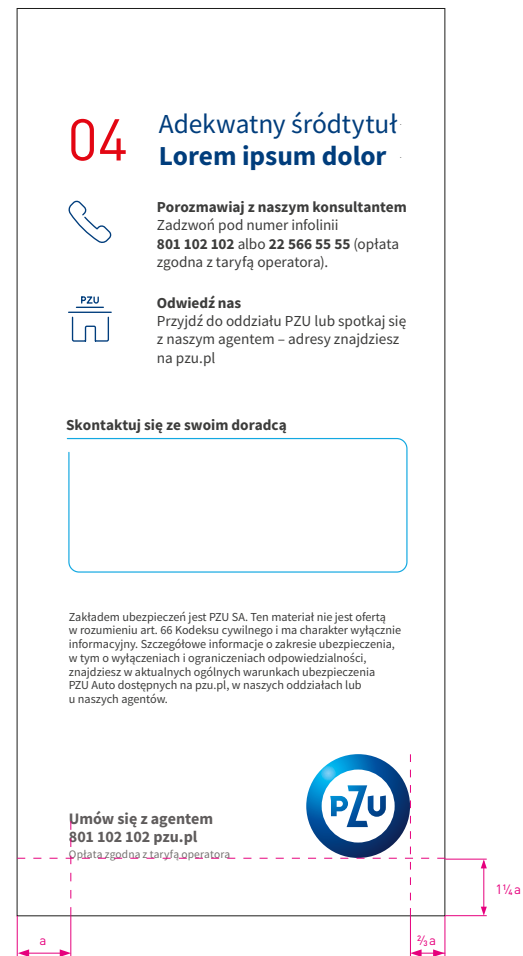 04
Adekwatny śródtytuł
Lorem ipsum dolor
Porozmawiaj z naszym konsultantem
Zadzwoń pod numer infolinii
801 102 102 albo 22 566 55 55 (opłata
zgodna z taryfą operatora).
PZU
Odwiedź nas
Przyjdź do oddziału PZU lub spotkaj się
z naszym agentem – adresy znajdziesz
na pzu.pl
Skontaktuj się ze swoim doradcą
Zakładem ubezpieczeń jest PZU SA. Ten materiał nie jest ofertą
w rozumieniu art. 66 Kodeksu cywilnego i ma charakter wyłącznie
informacyjny. Szczegółowe informacje o zakresie ubezpieczenia,
w tym o wyłączeniach i ograniczeniach odpowiedzialności,
znajdziesz w aktualnych ogólnych warunkach ubezpieczenia
PZU Auto dostępnych na pzu.pl, w naszych oddziałach lub
u naszych agentów.
PZU
Umów się z agentem
801 102 102 pzu.pl
Opłata zgodna z taryfą operatora
1¼ a
a
⅔ a